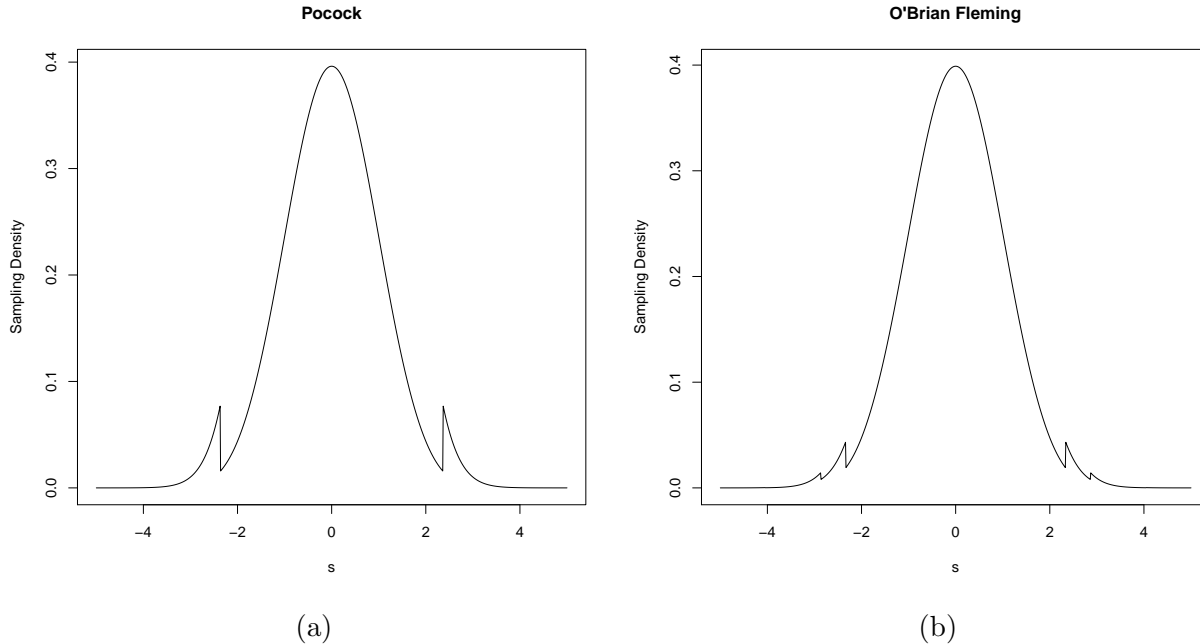 Pocock
Sampling Density
0.0 0.1 0.2 0.3 0.4
−4 −2 0 2 4
s
(a)
O'Brian Fleming
Sampling Density
0.0 0.1 0.2 0.3 0.4
−4 −2 0 2 4
s
(b)